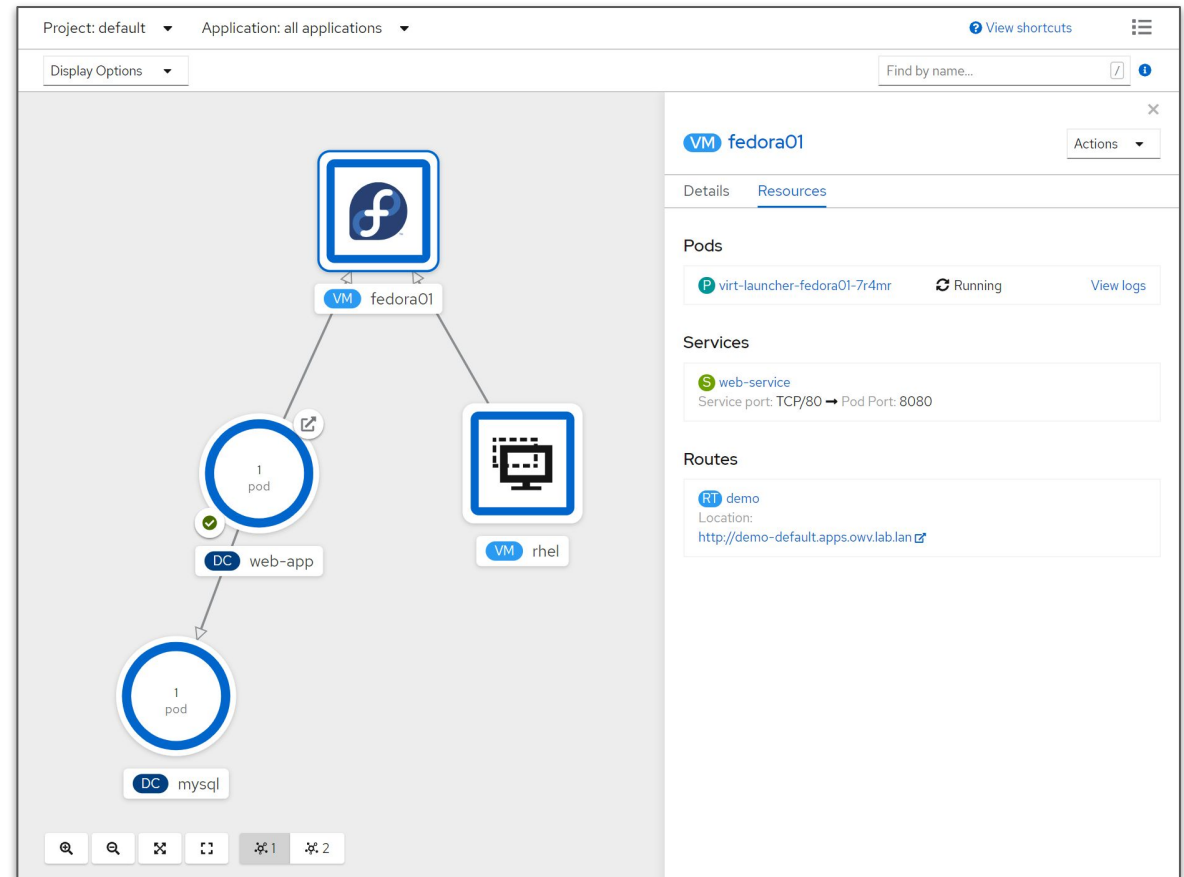 Project: default
Application: all applications
View shortcuts
Display Options
Find by name...
/
VM fedora01
Actions
Details
Resources
Pods
P virt-launcher-fedora01-7r4mr
Running
View logs
Services
S web-service
Service port: TCP/80 ➞ Pod Port: 8080
Routes
RT demo
Location:
http://demo-default.apps.owv.lab.lan
VM fedora01
1
pod
DC web-app
VM rhel
1
pod
DC mysql
1
2